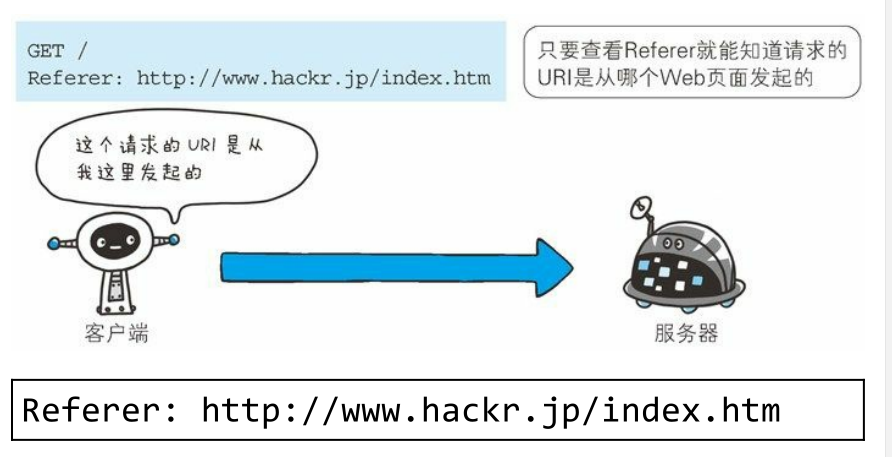 GET /
Referer: http://www.hackr.jp/index.htm
只要查看Referer就能知道请求的
URI是从哪个Web页面发起的
这个请求的 URI 是从
我这里发起的
客户端
服务器
Referer: http://www.hackr.jp/index.htm